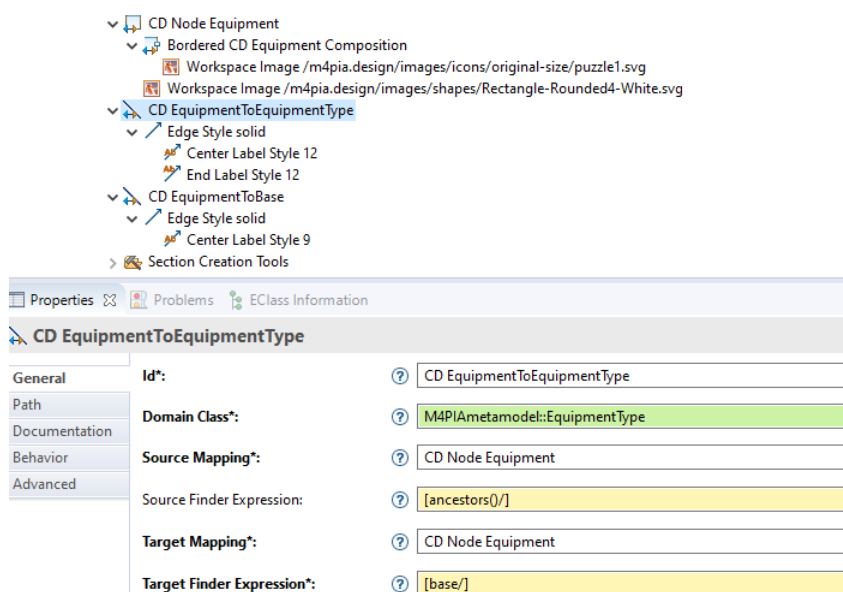 CD Node Equipment
Bordered CD Equipment Composition
Workspace Image /m4pia.design/images/icons/original-size/puzzle1.svg
Workspace Image /m4pia.design/images/shapes/Rectangle-Rounded4-White.svg
CD EquipmentToEquipmentType
Edge Style solid
Center Label Style 12
End Label Style 12
CD EquipmentToBase
Edge Style solid
Center Label Style 9
Section Creation Tools
Properties Problems EClass Information
CD EquipmentToEquipmentType
General Id*: CD EquipmentToEquipmentType
Path
Documentation Domain Class*: M4PIAmetamodel::EquipmentType
Behavior Source Mapping*: CD Node Equipment
Advanced
Source Finder Expression: [ancestors()/]
Target Mapping*: CD Node Equipment
Target Finder Expression*: [base/]